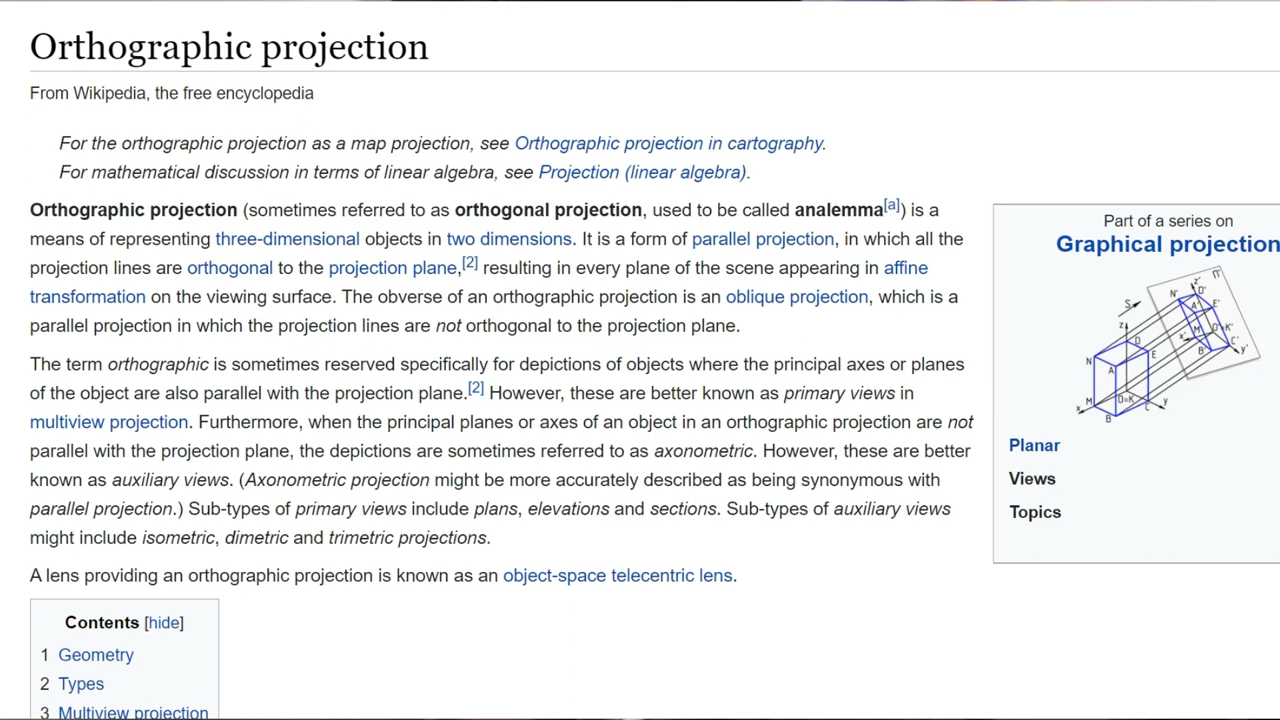 Orthographic projection
From Wikipedia, the free encyclopedia
For the orthographic projection as a map projection, see Orthographic projection in cartography.
For mathematical discussion in terms of linear algebra, see Projection (linear algebra).
Orthographic projection (sometimes referred to as orthogonal projection, used to be called analemma[a]) is a
means of representing three-dimensional objects in two dimensions. It is a form of parallel projection, in which all the
projection lines are orthogonal to the projection plane,[2] resulting in every plane of the scene appearing in affine
transformation on the viewing surface. The obverse of an orthographic projection is an oblique projection, which is a
parallel projection in which the projection lines are not orthogonal to the projection plane.
The term orthographic is sometimes reserved specifically for depictions of objects where the principal axes or planes
of the object are also parallel with the projection plane.[2] However, these are better known as primary views in
multiview projection. Furthermore, when the principal planes or axes of an object in an orthographic projection are not
parallel with the projection plane, the depictions are sometimes referred to as axonometric. However, these are better
known as auxiliary views. (Axonometric projection might be more accurately described as being synonymous with
parallel projection.) Sub-types of primary views include plans, elevations and sections. Sub-types of auxiliary views
might include isometric, dimetric and trimetric projections.
A lens providing an orthographic projection is known as an object-space telecentric lens.
Contents [hide]
1 Geometry
2 Types
3 Multiview projection
Part of a series on
Graphical projection
S
N'
z'
D'
A'
E'
M'
x'
C'
B'
y'
z
N
D
E
A
M
O=K
x
B
C
y
Planar
Views
Topics